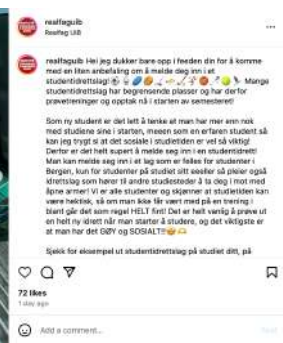 realfaguib
Realfag UiB
realfaguib Hei jeg dukker bare opp i feeden din for å komme
med en liten anbefaling om å melde deg inn i et
studentidrettslag! Mange
studentidrettslag har begrensende plasser og har derfor
prøvetreninger og opptak nå i starten av semesteret!
Som ny student er det lett å tenke at man har mer enn nok
med studiene sine i starten, meeen som en erfaren student så
kan jeg trygt si at det sosiale i studietiden er vel så viktig!
Derfor er det helt supert å melde seg inn i en studentidrett!
Man kan melde seg inn i et lag som er felles for studenter i
Bergen, kun for studenter på studiet sitt eeeller så pleier også
idrettslag som hører til andre studiesteder å ta deg i mot med
åpne armer! Vi er alle studenter og skjønner at studietiden kan
være hektisk, så om man ikke får vært med på en trening i
blant går det som regel HELT fint! Det er helt vanlig å prøve ut
en helt ny idrett når man starter å studere, og det viktigste er
at man har det GØY og SOSIALT!!
Sjekk for eksempel ut studentidrettslag på studiet ditt, på
72 likes
1 day ago
Add a comment...
Post